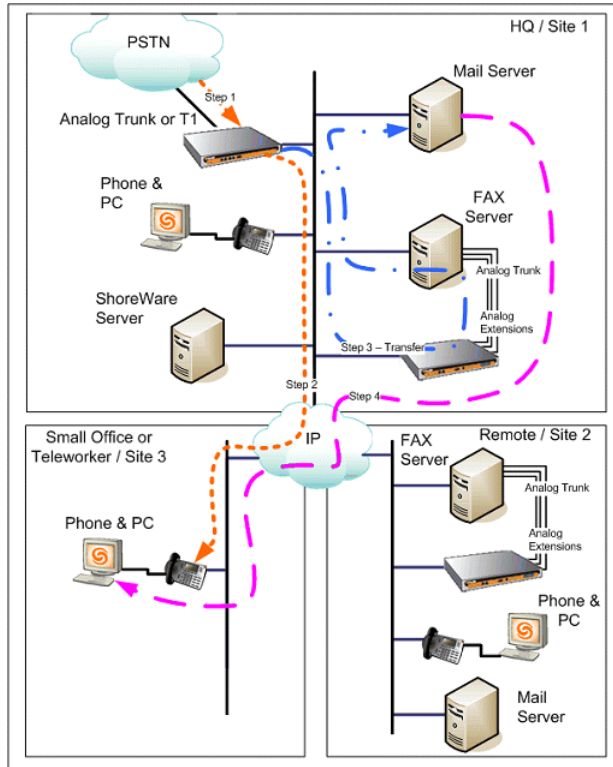 HQ / Site 1
PSTN
Mail Server
Step 1
Analog Trunk or T1
Phone &
PC
FAX
Server
Analog Trunk
Analog
Extensions
ShoreWare
Server
Step 3 – Transfer
Step 2
Step 4
Small Office or
Teleworker / Site 3
IP
FAX
Server
Remote / Site 2
Analog Trunk
Analog
Extensions
Phone & PC
Phone &
PC
Mail
Server